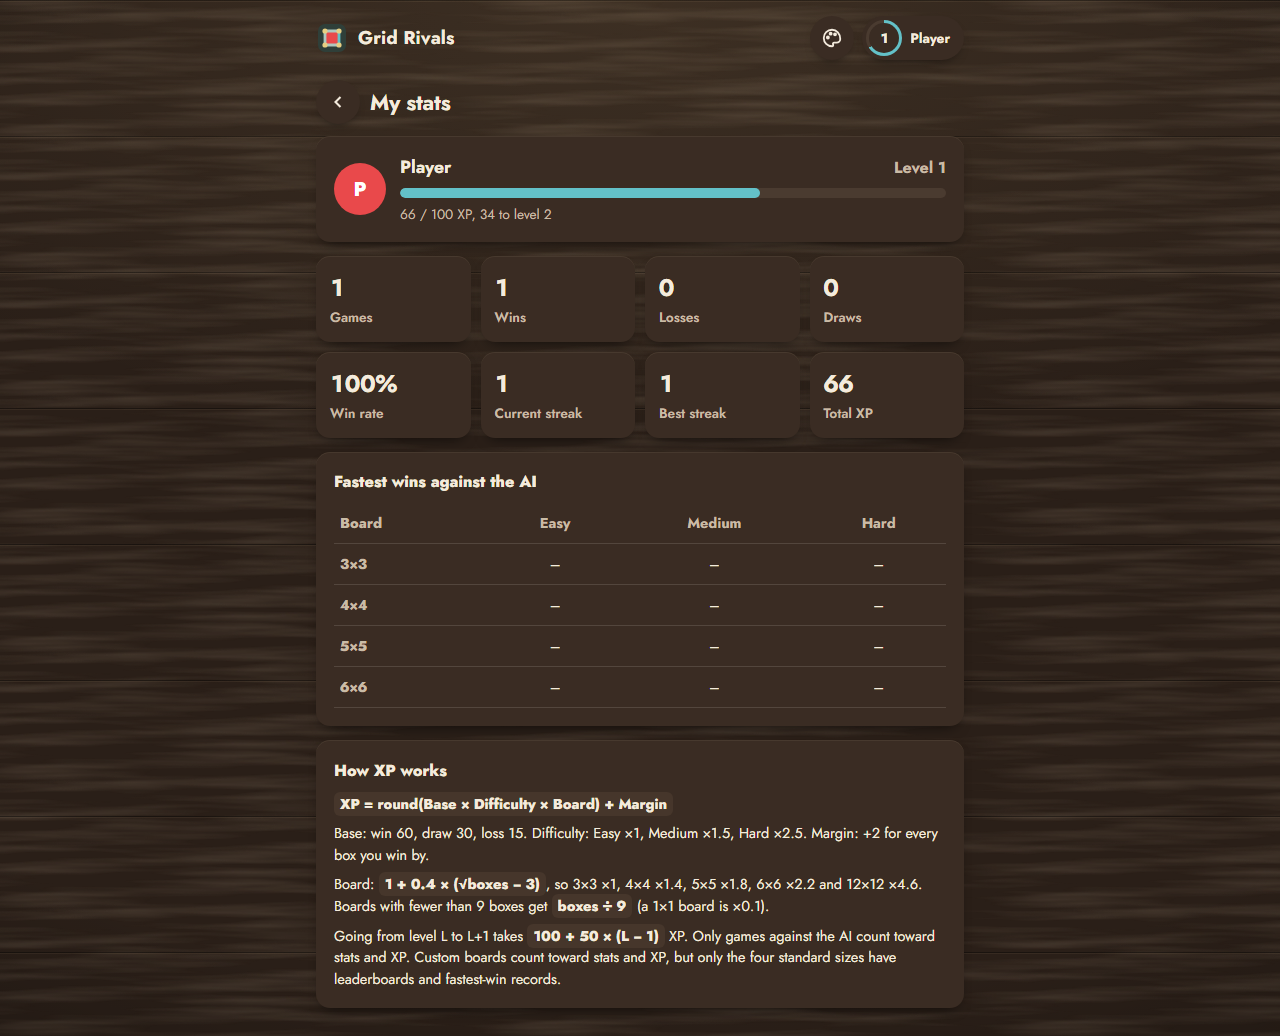 Grid Rivals
1 Player
My stats
P
Player Level 1
66 / 100 XP, 34 to level 2
1 1 0 0
Games Wins Losses Draws
100% 1 1 66
Win rate Current streak Best streak Total XP
Fastest wins against the AI
Board Easy Medium Hard
3×3 – – –
4×4 – – –
5×5 – – –
6×6 – – –
How XP works
XP = round(Base × Difficulty × Board) + Margin
Base: win 60, draw 30, loss 15. Difficulty: Easy ×1, Medium ×1.5, Hard ×2.5. Margin: +2 for every
box you win by.
Board: 1 + 0.4 × (√boxes − 3) , so 3×3 ×1, 4×4 ×1.4, 5×5 ×1.8, 6×6 ×2.2 and 12×12 ×4.6.
Boards with fewer than 9 boxes get boxes ÷ 9 (a 1×1 board is ×0.1).
Going from level L to L+1 takes 100 + 50 × (L − 1) XP. Only games against the AI count toward
stats and XP. Custom boards count toward stats and XP, but only the four standard sizes have
leaderboards and fastest-win records.